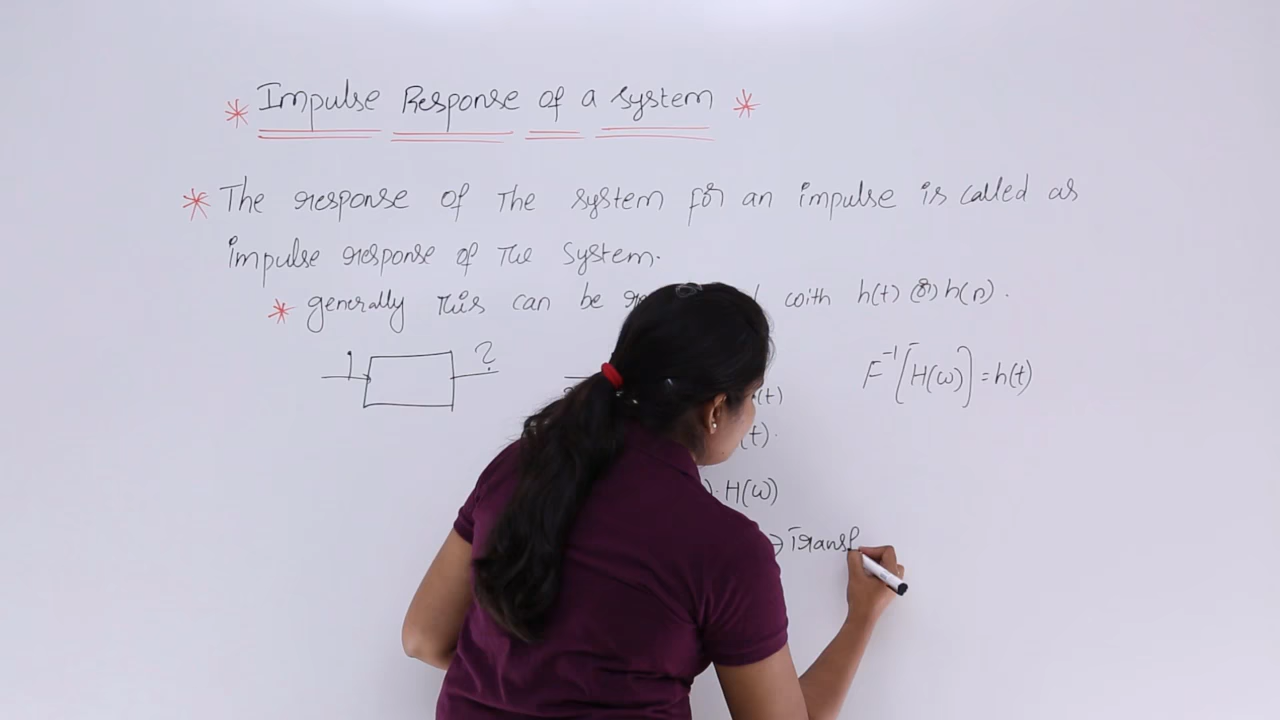 * Impulse Response of a system *
* The response of the system for an impulse is called as
impulse response of the system.
* generally this can be with h(t) (or) h(n).
1 ?
F⁻¹[H(ω)] = h(t)
(t)
(t).
). H(ω)
→ Transf